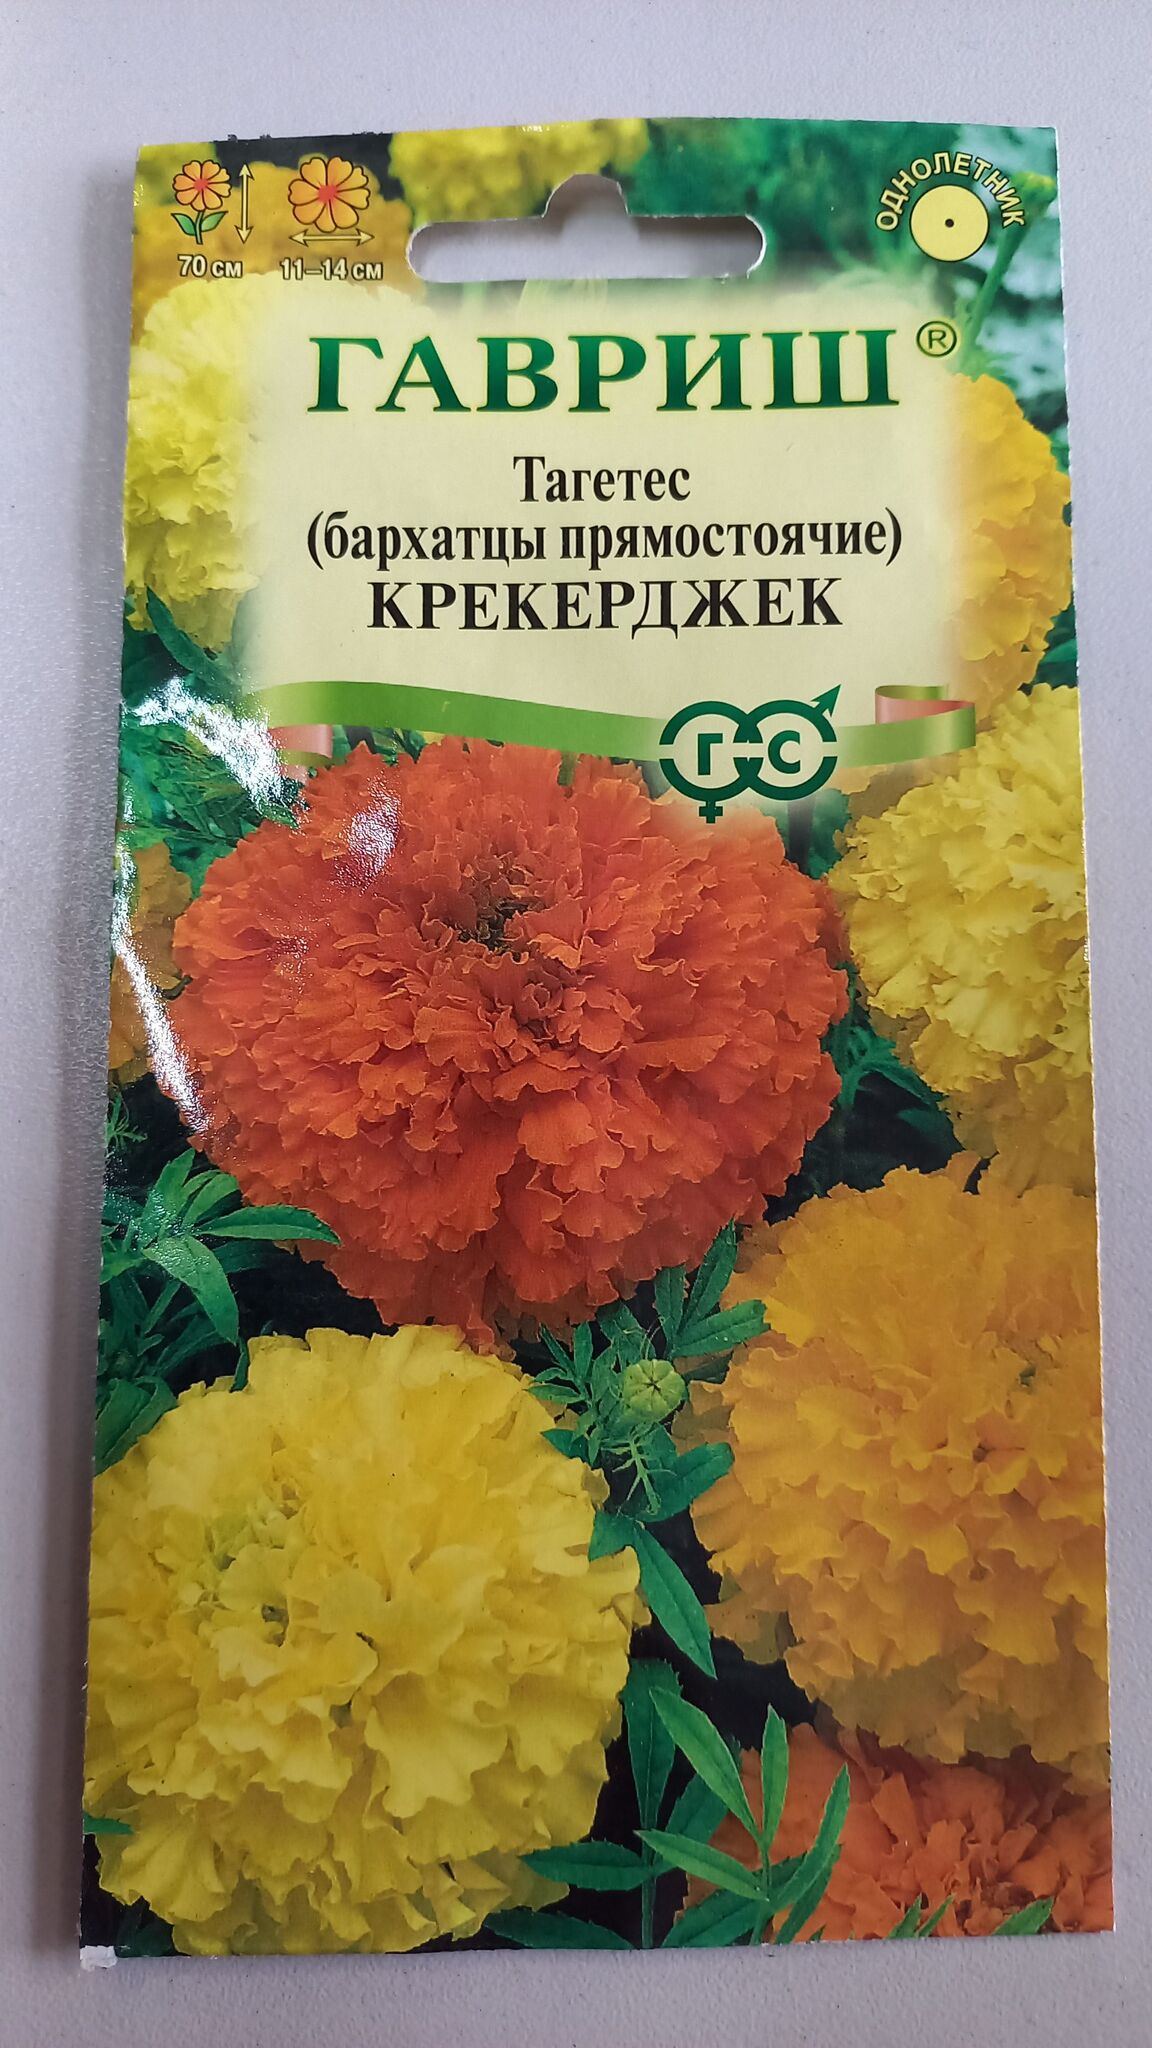 70 см
11–14 см
ОДНОЛЕТНИК
ГАВРИШ®
Тагетес
(бархатцы прямостоячие)
КРЕКЕРДЖЕК
Г С